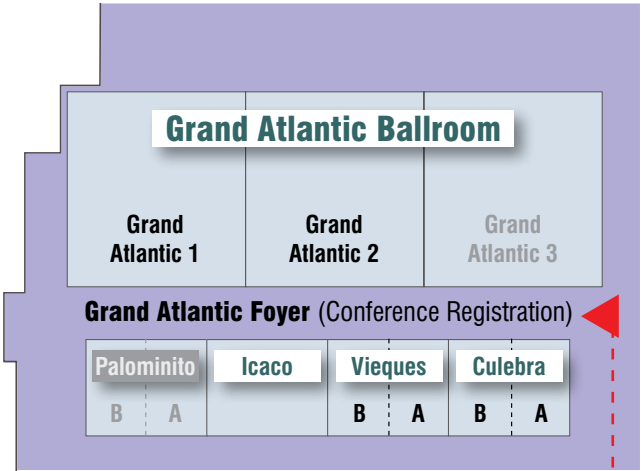 Grand Atlantic Ballroom
Grand Atlantic 1
Grand Atlantic 2
Grand Atlantic 3
Grand Atlantic Foyer (Conference Registration)
Palominito Icaco Vieques Culebra
B A B A B A